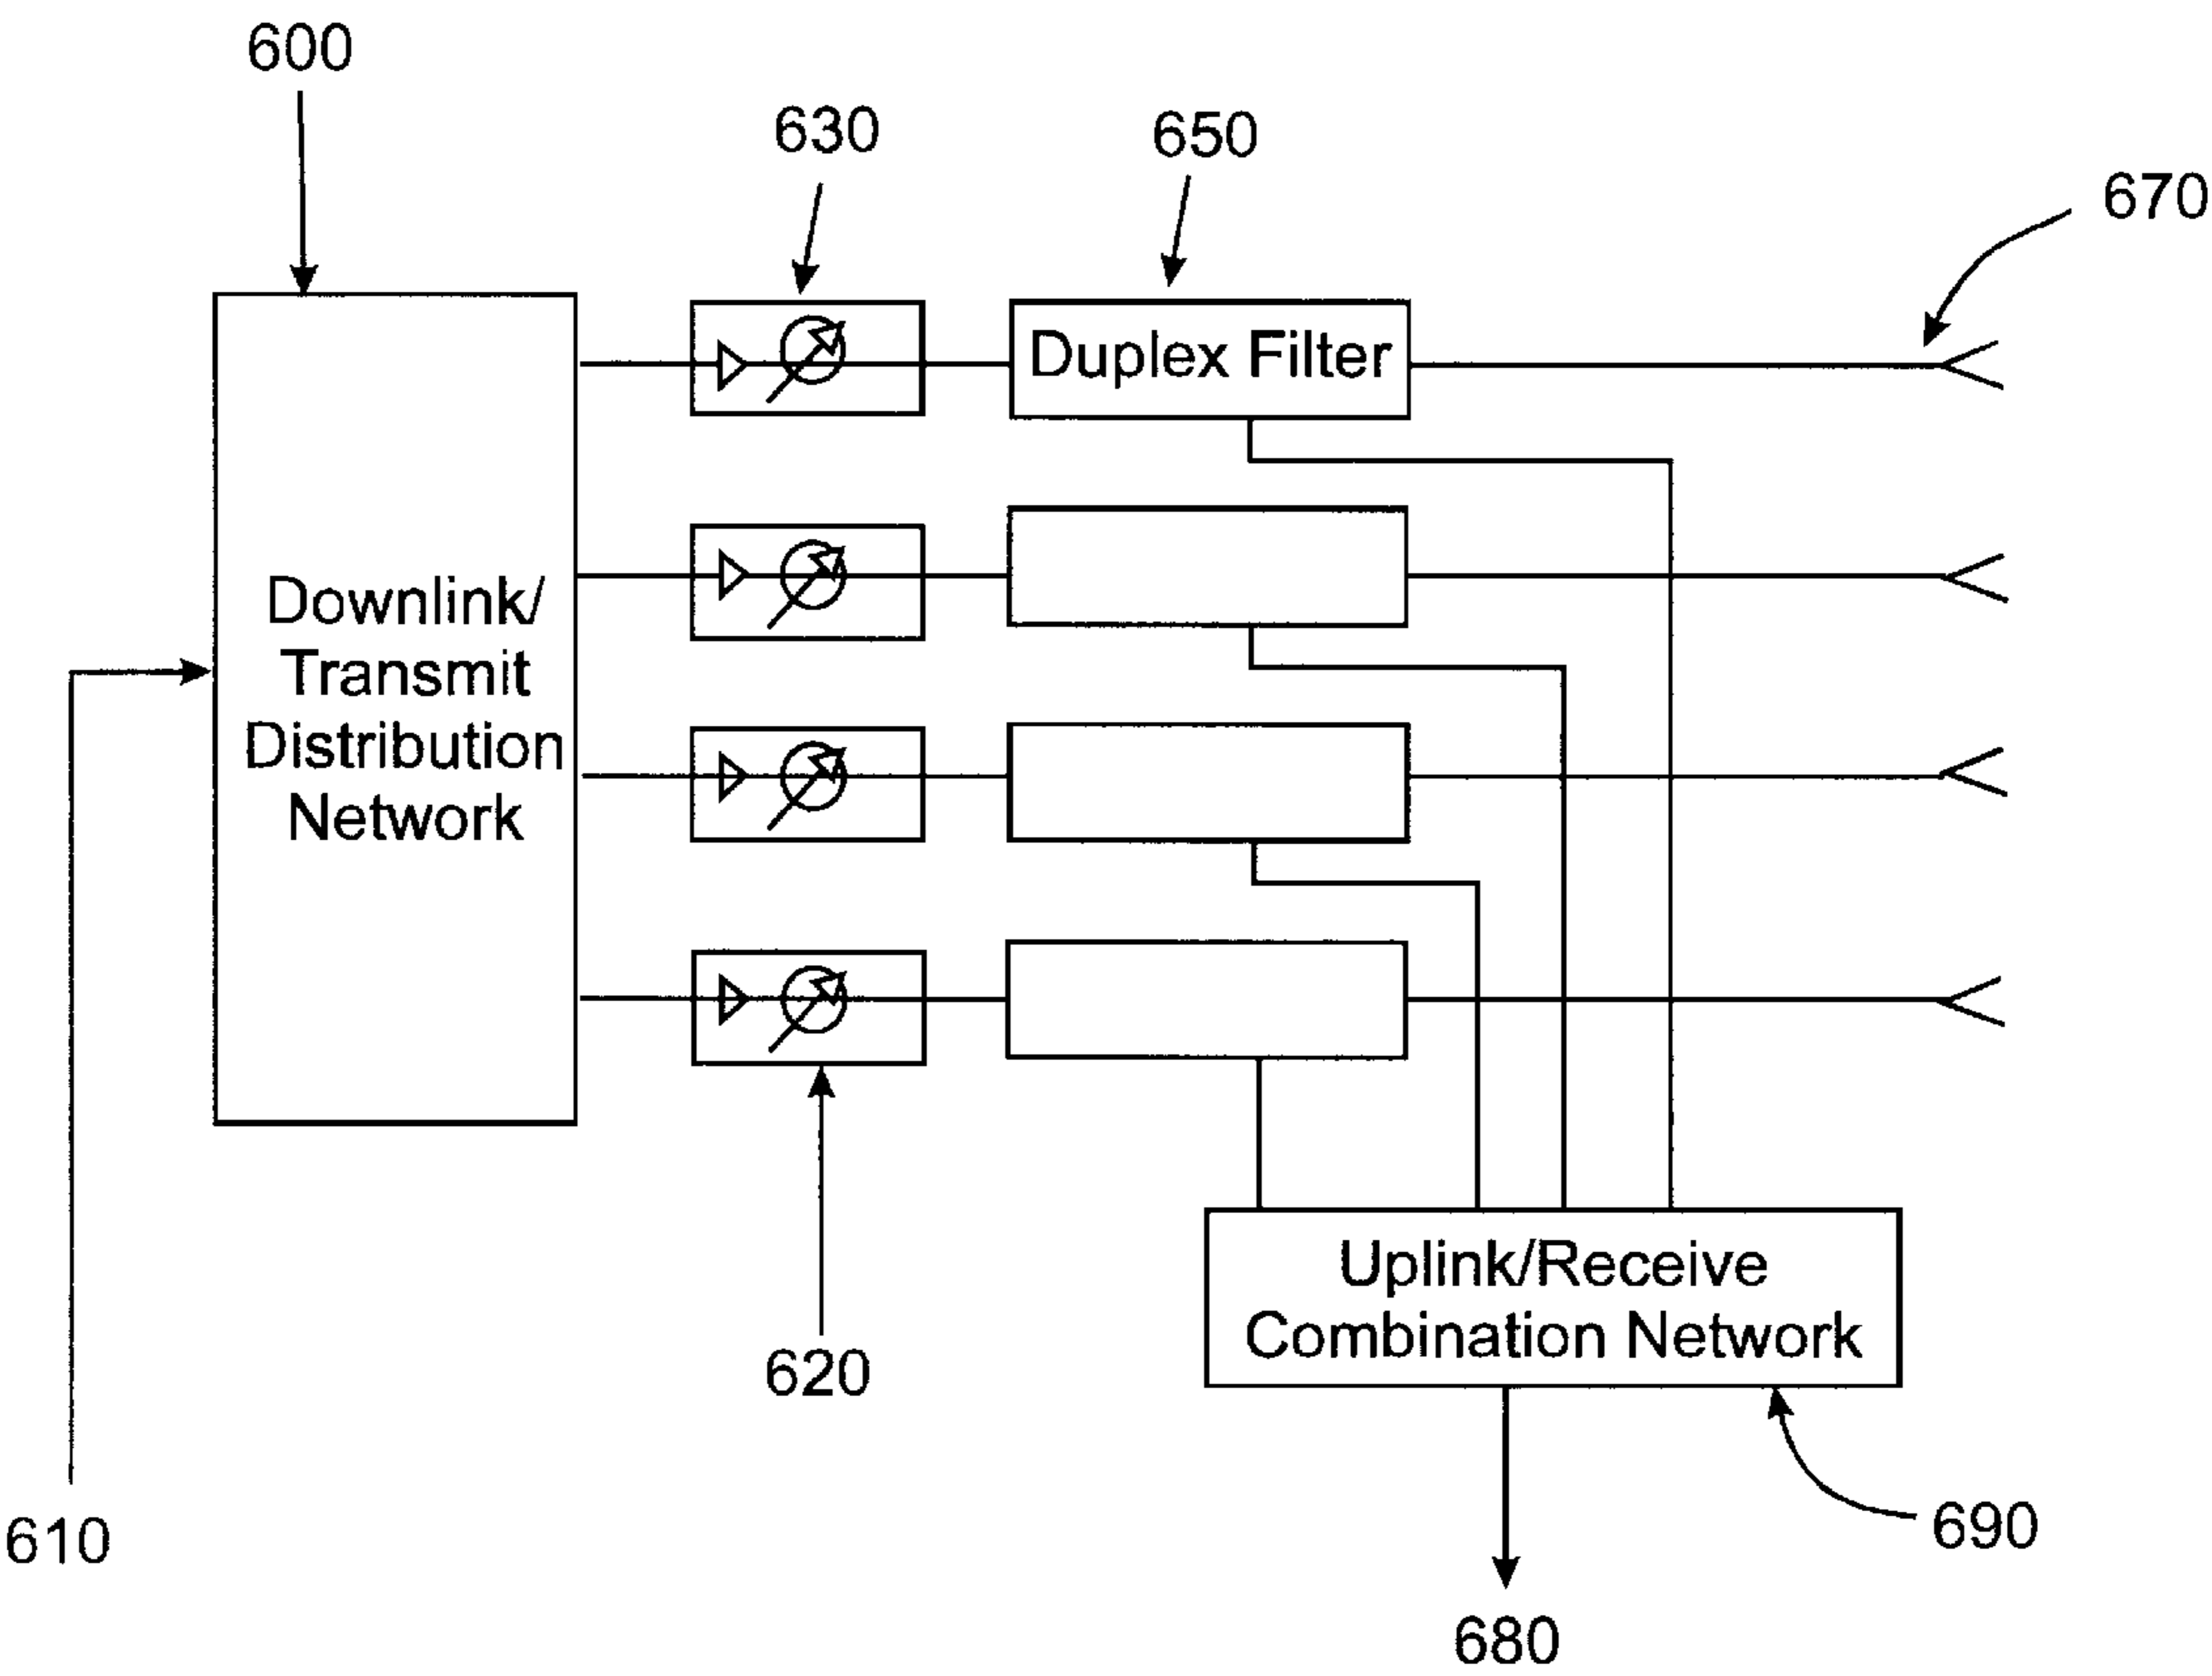 600
630
650
670
Duplex Filter
Downlink/
Transmit
Distribution
Network
620
Uplink/Receive
Combination Network
610
690
680